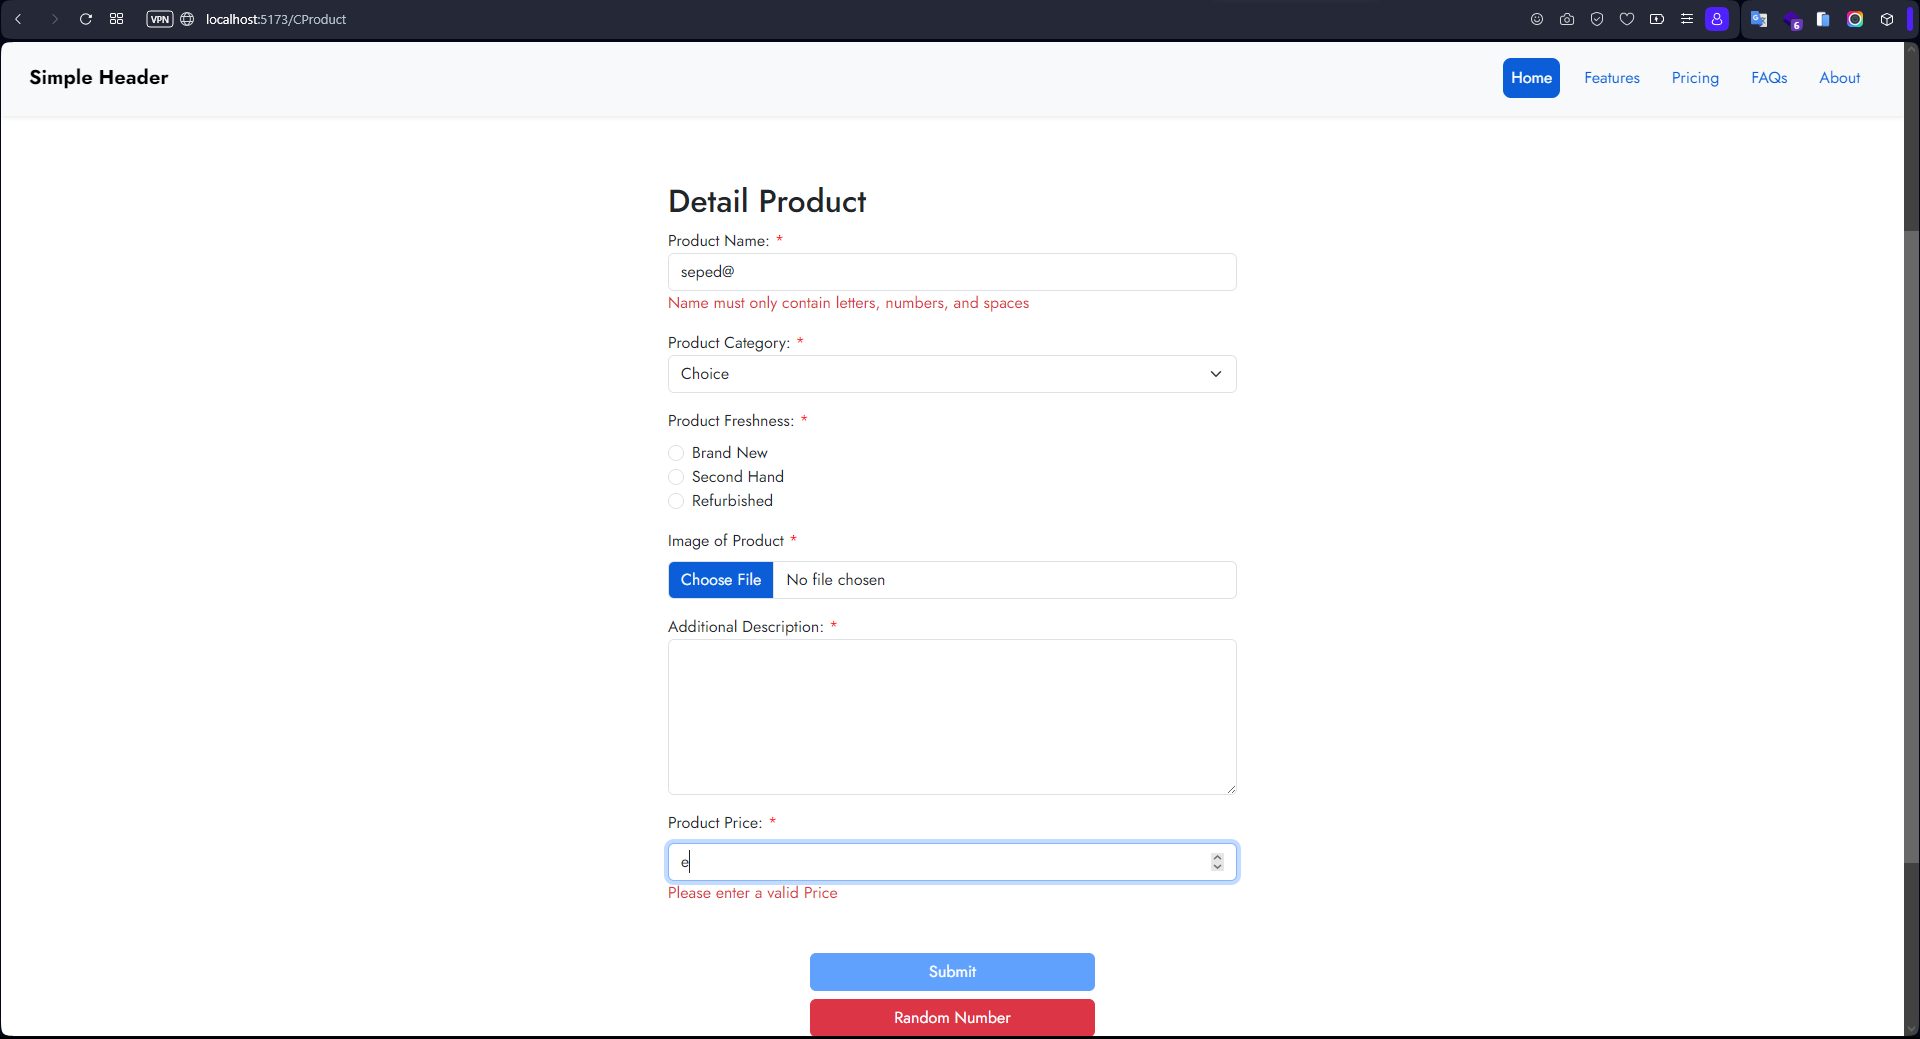 VPN localhost:5173/CProduct
6
Simple Header
Home Features Pricing FAQs About
Detail Product
Product Name: *
seped@
Name must only contain letters, numbers, and spaces
Product Category: *
Choice
Product Freshness: *
Brand New
Second Hand
Refurbished
Image of Product *
Choose File No file chosen
Additional Description: *
Product Price: *
e
Please enter a valid Price
Submit
Random Number